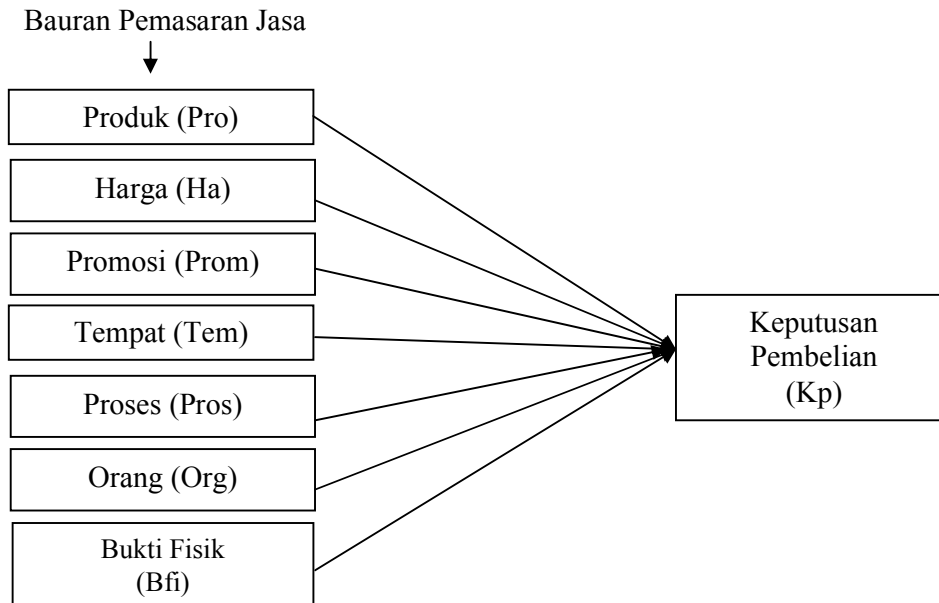 Bauran Pemasaran Jasa
Produk (Pro)
Harga (Ha)
Promosi (Prom)
Tempat (Tem)
Proses (Pros)
Orang (Org)
Bukti Fisik
(Bfi)
Keputusan
Pembelian
(Kp)